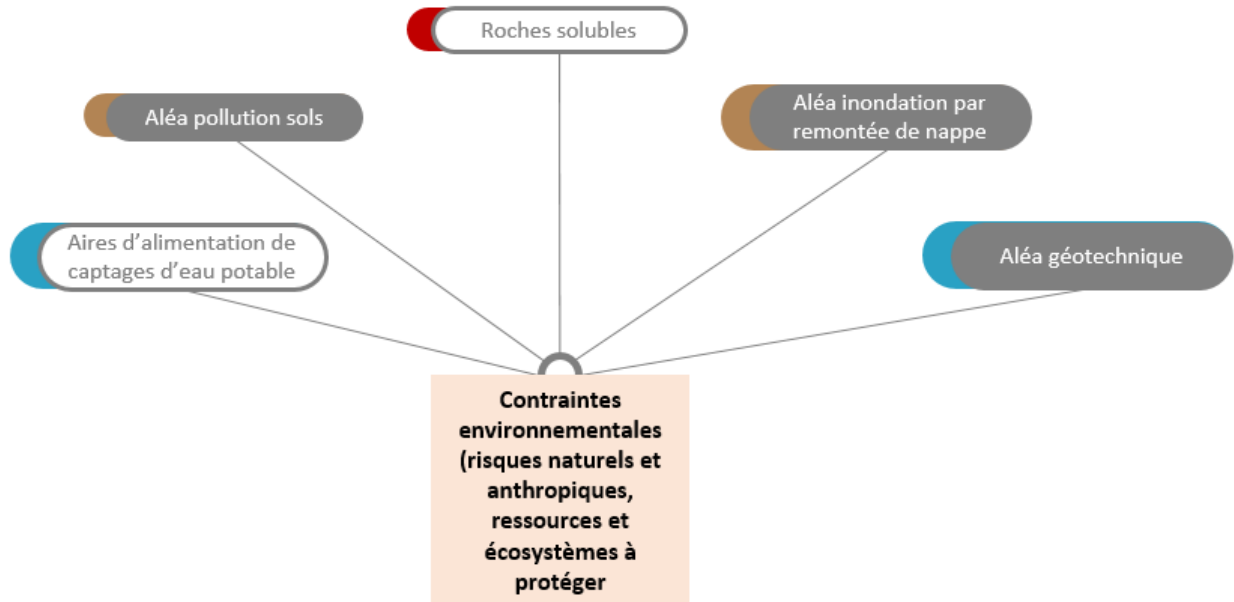 Roches solubles
Aléa pollution sols
Aléa inondation par
remontée de nappe
Aires d'alimentation de
captages d'eau potable
Aléa géotechnique
Contraintes
environnementales
(risques naturels et
anthropiques,
ressources et
écosystèmes à
protéger